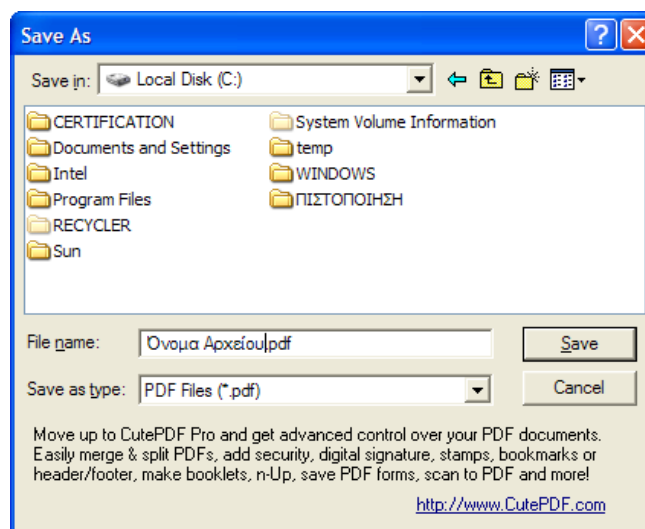 Save As
Save in: Local Disk (C:)
CERTIFICATION
Documents and Settings
Intel
Program Files
RECYCLER
Sun
System Volume Information
temp
WINDOWS
ΠΙΣΤΟΠΟΙΗΣΗ
File name: Όνομα Αρχείου.pdf Save
Save as type: PDF Files (*.pdf) Cancel
Move up to CutePDF Pro and get advanced control over your PDF documents.
Easily merge & split PDFs, add security, digital signature, stamps, bookmarks or
header/footer, make booklets, n-Up, save PDF forms, scan to PDF and more!
http://www.CutePDF.com